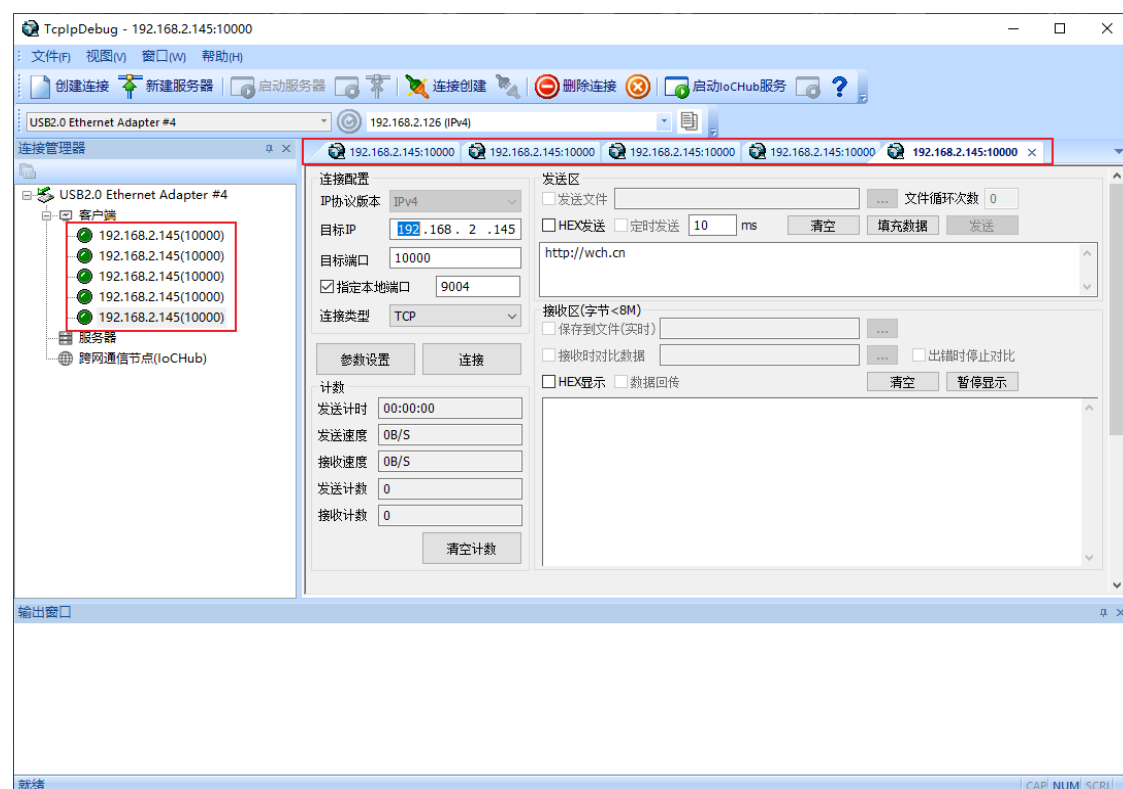 TcpIpDebug - 192.168.2.145:10000
文件(F) 视图(V) 窗口(W) 帮助(H)
创建连接 新建服务器 启动服务器 连接创建 删除连接 启动IoCHub服务
USB2.0 Ethernet Adapter #4 192.168.2.126 (IPv4)
连接管理器
192.168.2.145:10000 192.168.2.145:10000 192.168.2.145:10000 192.168.2.145:10000 192.168.2.145:10000
USB2.0 Ethernet Adapter #4
客户端
192.168.2.145(10000)
192.168.2.145(10000)
192.168.2.145(10000)
192.168.2.145(10000)
192.168.2.145(10000)
服务器
跨网通信节点(IoCHub)
连接配置
IP协议版本 IPv4
目标IP 192.168. 2 .145
目标端口 10000
指定本地端口 9004
连接类型 TCP
参数设置 连接
计数
发送计时 00:00:00
发送速度 0B/S
接收速度 0B/S
发送计数 0
接收计数 0
清空计数
发送区
发送文件 ... 文件循环次数 0
HEX发送 定时发送 10 ms 清空 填充数据 发送
http://wch.cn
接收区(字节<8M)
保存到文件(实时) ...
接收时对比数据 ... 出错时停止对比
HEX显示 数据回传 清空 暂停显示
输出窗口
就绪 CAP NUM SCRL